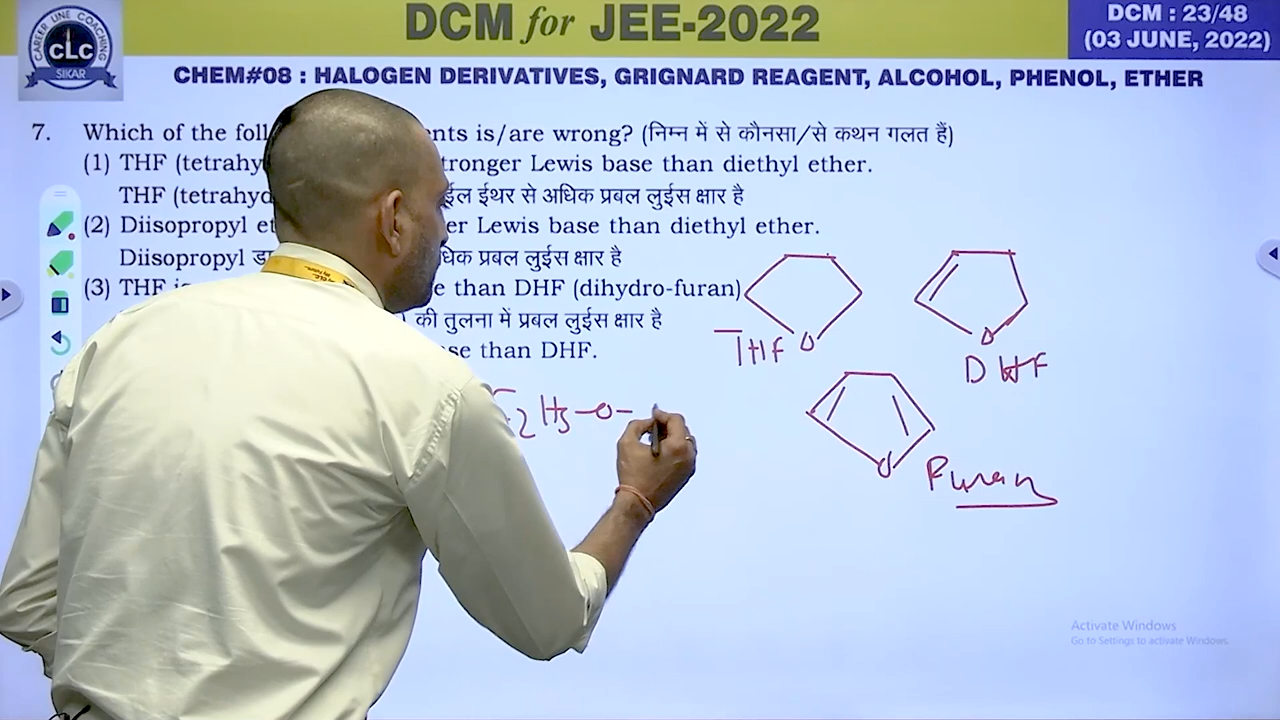 DCM for JEE-2022
DCM : 23/48
(03 JUNE, 2022)
CAREER LINE COACHING
CLC
SIKAR
CHEM#08 : HALOGEN DERIVATIVES, GRIGNARD REAGENT, ALCOHOL, PHENOL, ETHER
7. Which of the foll ents is/are wrong? (निम्न में से कौनसा/से कथन गलत हैं)
(1) THF (tetrahy tronger Lewis base than diethyl ether.
THF (tetrahyd ईल ईथर से अधिक प्रबल लुईस क्षार है
(2) Diisopropyl et er Lewis base than diethyl ether.
Diisopropyl डा धिक प्रबल लुईस क्षार है
(3) THF is e than DHF (dihydro-furan)
की तुलना में प्रबल लुईस क्षार है
se than DHF.
THF O
O
DHF
2H5-O-
O
Furan
Activate Windows
Go to Settings to activate Windows.